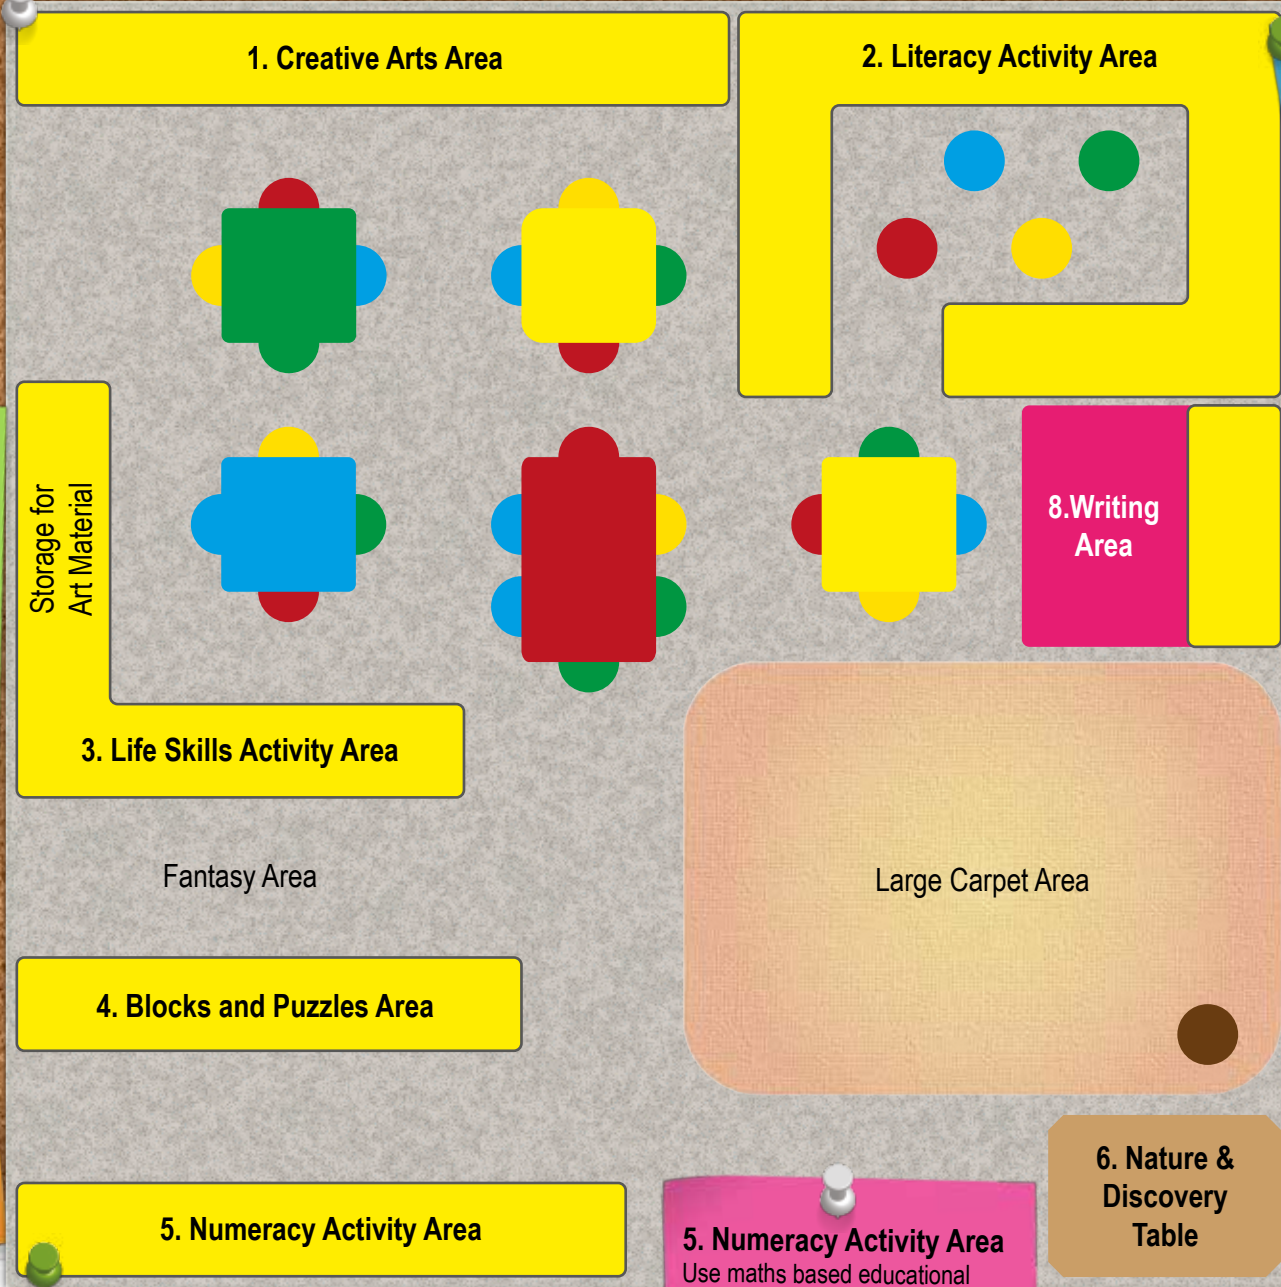 1. Creative Arts Area
2. Literacy Activity Area
Storage for
Art Material
8.Writing
Area
3. Life Skills Activity Area
Fantasy Area
Large Carpet Area
4. Blocks and Puzzles Area
6. Nature &
Discovery
Table
5. Numeracy Activity Area
5. Numeracy Activity Area
Use maths based educational